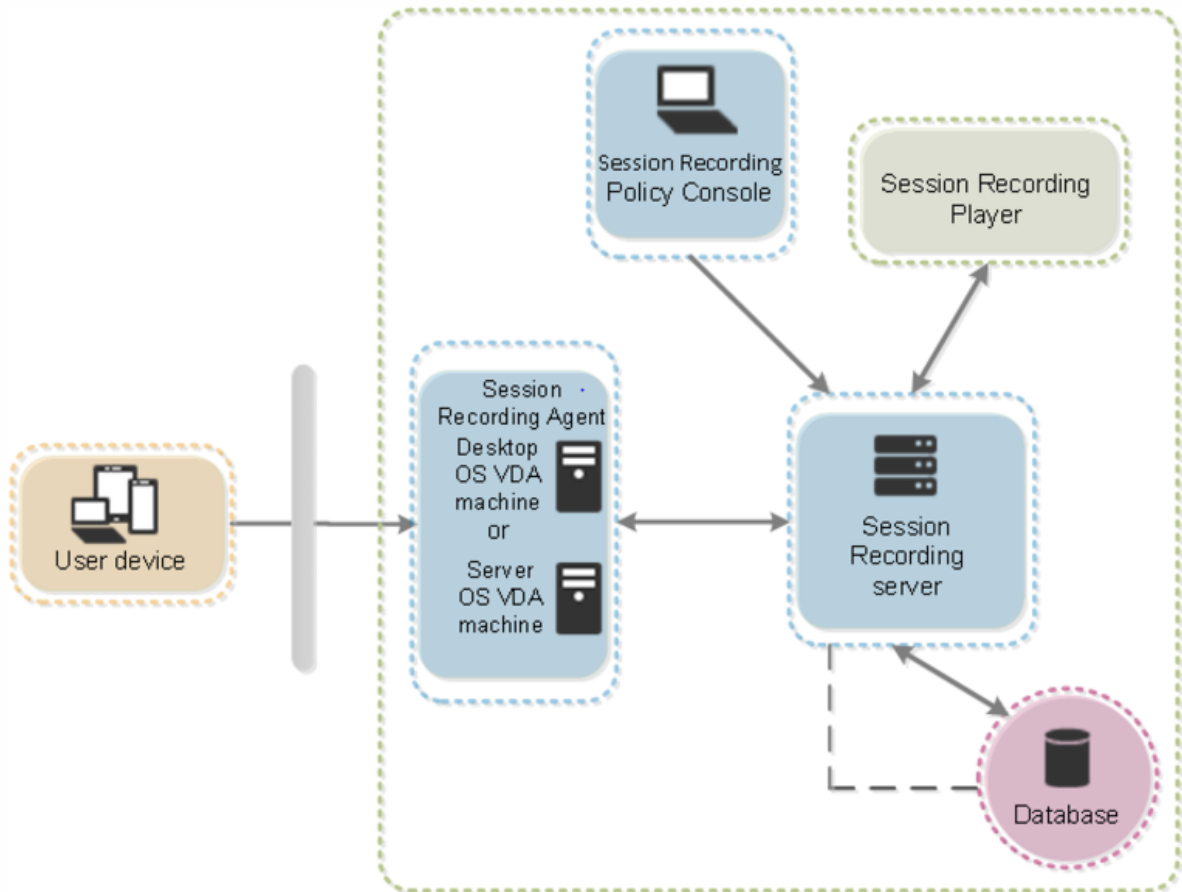 Session Recording
Policy Console
Session Recording
Player
Session
Recording Agent
Desktop
OS VDA
machine
or
Server
OS VDA
machine
User device
Session
Recording
server
Database